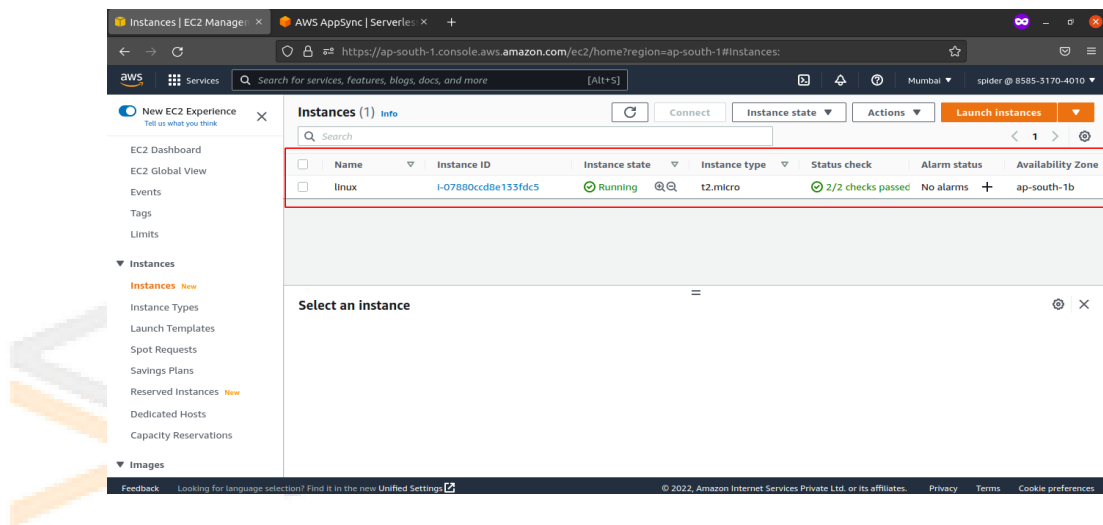 Instances | EC2 Managem
AWS AppSync | Serverles
https://ap-south-1.console.aws.amazon.com/ec2/home?region=ap-south-1#Instances:
aws Services Search for services, features, blogs, docs, and more [Alt+S] Mumbai spider @ 8585-3170-4010
New EC2 Experience
Tell us what you think
EC2 Dashboard
EC2 Global View
Events
Tags
Limits
Instances
Instances New
Instance Types
Launch Templates
Spot Requests
Savings Plans
Reserved Instances New
Dedicated Hosts
Capacity Reservations
Images
Instances (1) Info Connect Instance state Actions Launch instances
Search 1
Name Instance ID Instance state Instance type Status check Alarm status Availability Zone
linux i-07880ccd8e133fdc5 Running t2.micro 2/2 checks passed No alarms ap-south-1b
Select an instance
Feedback Looking for language selection? Find it in the new Unified Settings © 2022, Amazon Internet Services Private Ltd. or its affiliates. Privacy Terms Cookie preferences